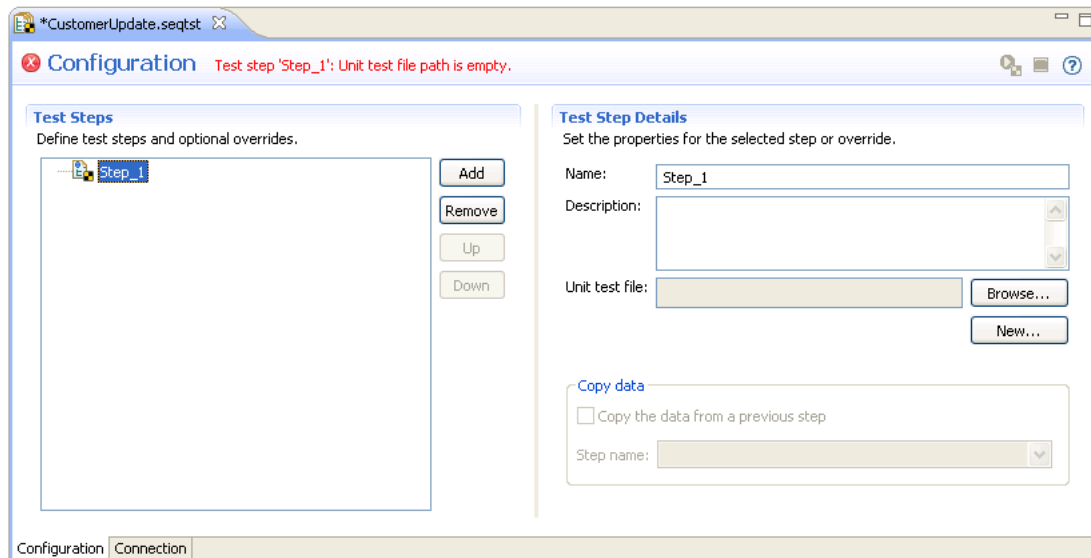 *CustomerUpdate.seqtst
Configuration Test step 'Step_1': Unit test file path is empty.
Test Steps
Define test steps and optional overrides.
Step_1
Add
Remove
Up
Down
Test Step Details
Set the properties for the selected step or override.
Name: Step_1
Description:
Unit test file:
Browse...
New...
Copy data
Copy the data from a previous step
Step name:
Configuration Connection